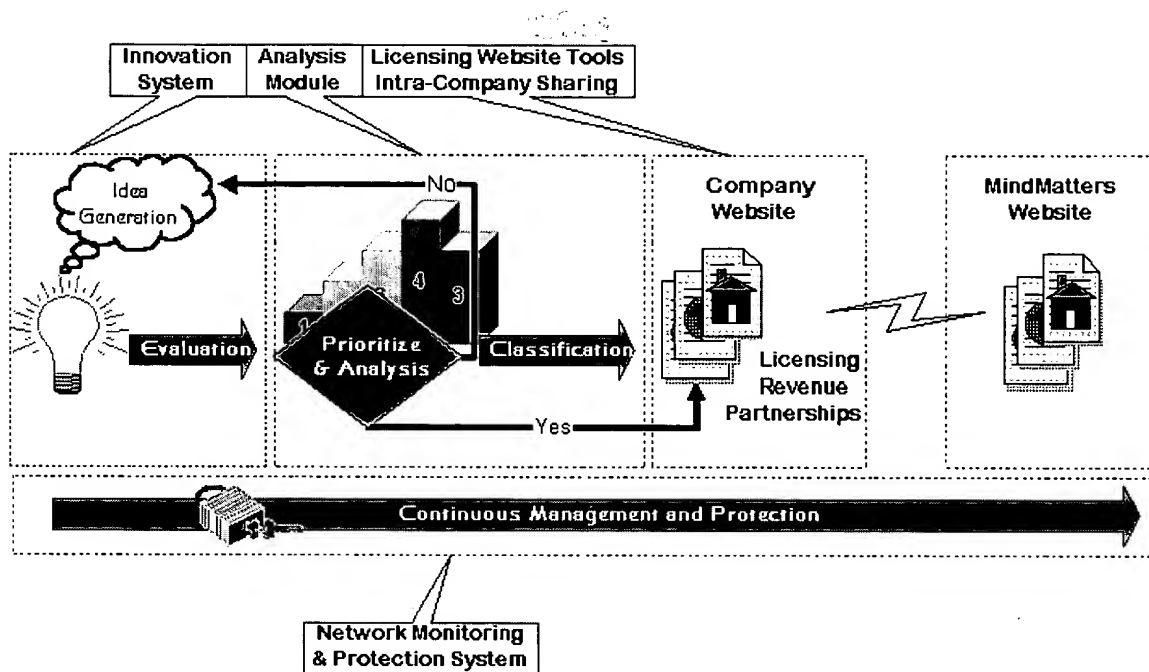 Innovation System
Analysis Module
Licensing Website Tools
Intra-Company Sharing
Idea
Generation
No
Company
Website
MindMatters
Website
1
4
3
Evaluation
Prioritize
& Analysis
Classification
Licensing
Revenue
Partnerships
Yes
Continuous Management and Protection
Network Monitoring
& Protection System